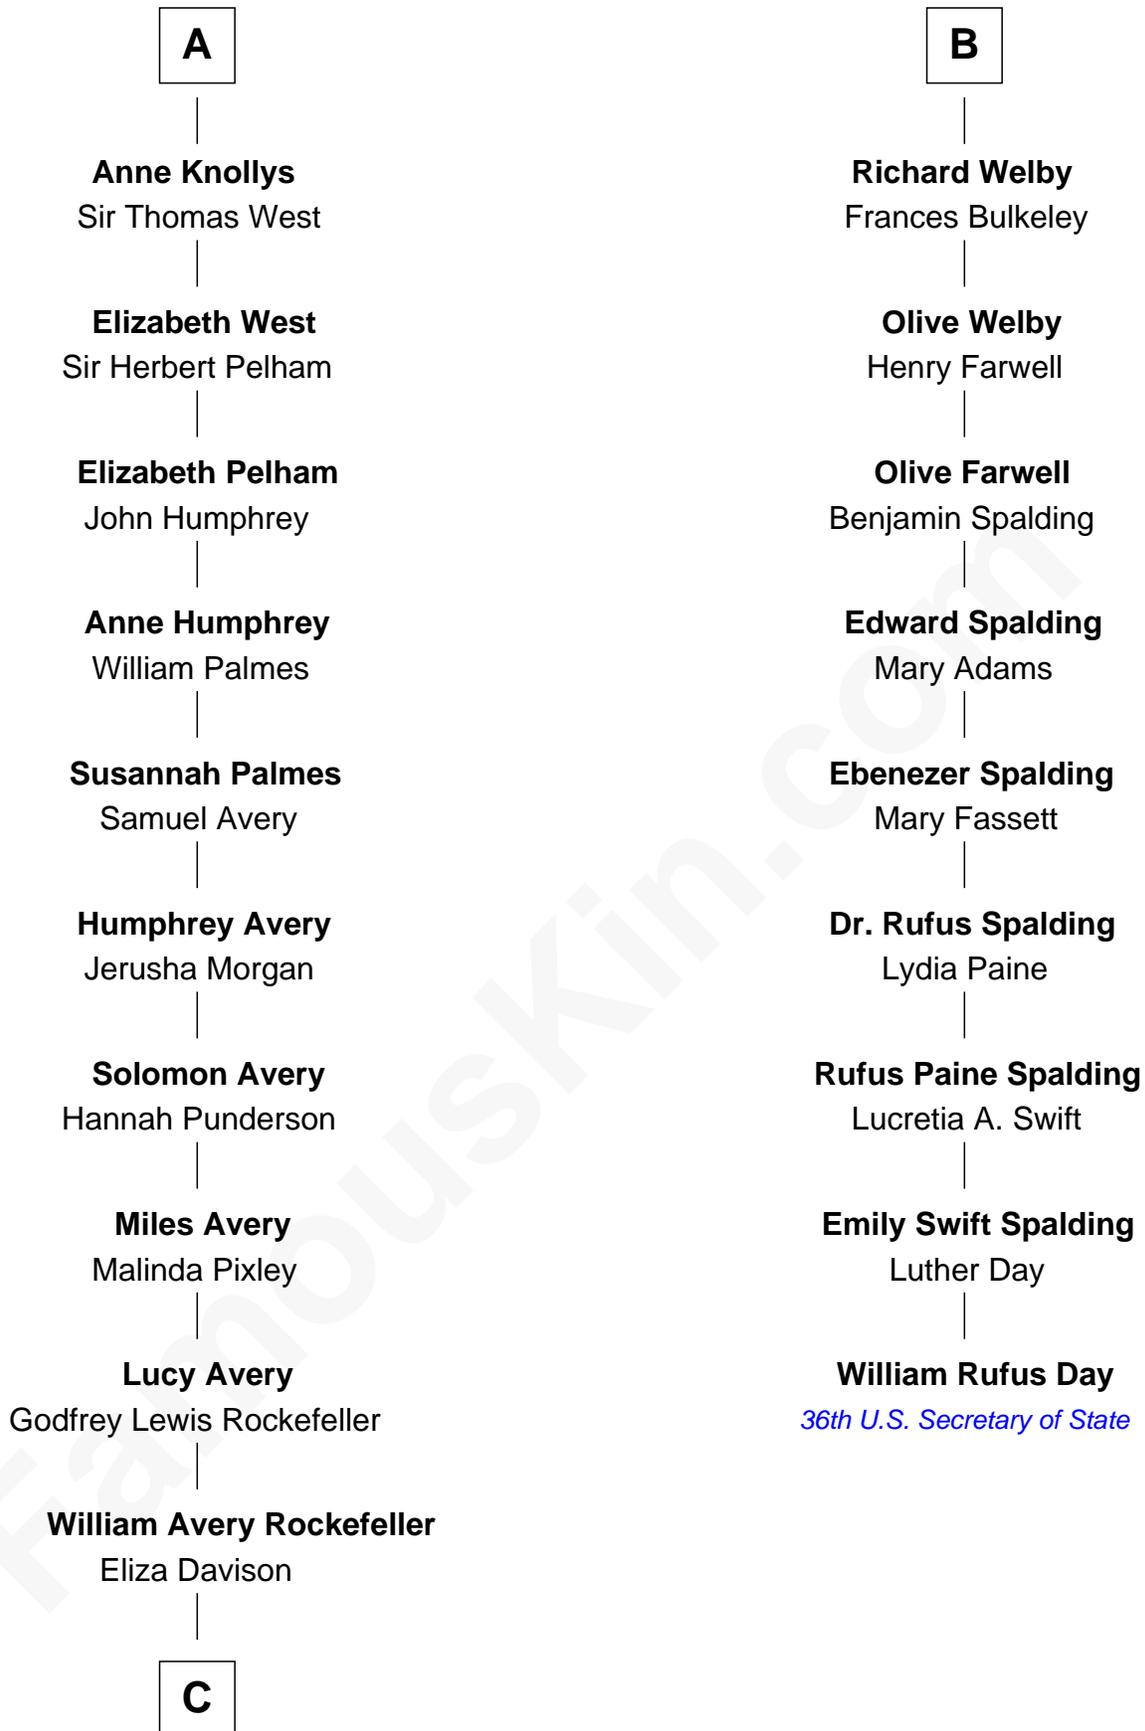 A
Anne Knollys
Sir Thomas West
Elizabeth West
Sir Herbert Pelham
Elizabeth Pelham
John Humphrey
Anne Humphrey
William Palmes
Susannah Palmes
Samuel Avery
Humphrey Avery
Jerusha Morgan
Solomon Avery
Hannah Punderson
Miles Avery
Malinda Pixley
Lucy Avery
Godfrey Lewis Rockefeller
William Avery Rockefeller
Eliza Davison
C
B
Richard Welby
Frances Bulkeley
Olive Welby
Henry Farwell
Olive Farwell
Benjamin Spalding
Edward Spalding
Mary Adams
Ebenezer Spalding
Mary Fassett
Dr. Rufus Spalding
Lydia Paine
Rufus Paine Spalding
Lucretia A. Swift
Emily Swift Spalding
Luther Day
William Rufus Day
36th U.S. Secretary of State
FamousKin.com